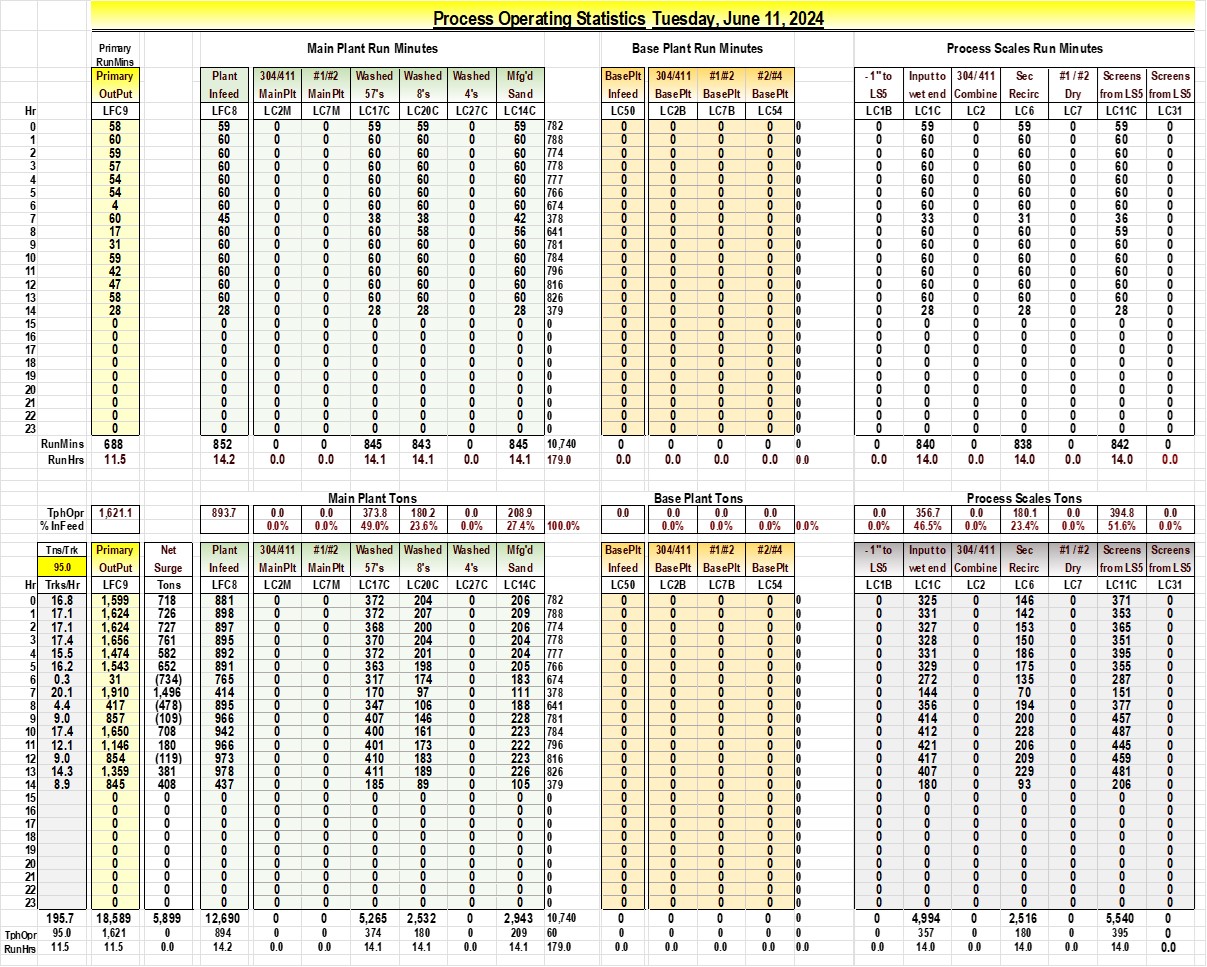 Process Operating Statistics Tuesday, June 11, 2024
Primary Main Plant Run Minutes Base Plant Run Minutes Process Scales Run Minutes
RunMins
Primary Plant 304/411 #1/#2 Washed Washed Washed Mfg'd BasePlt 304/411 #1/#2 #2/#4 - 1" to Input to 304/ 411 Sec #1 / #2 Screens Screens
OutPut Infeed MainPlt MainPlt 57's 8's 4's Sand Infeed BasePlt BasePlt BasePlt LS5 wet end Combine Recirc Dry from LS5 from LS5
Hr LFC9 LFC8 LC2M LC7M LC17C LC20C LC27C LC14C LC50 LC2B LC7B LC54 LC1B LC1C LC2 LC6 LC7 LC11C LC31
0 58 59 0 0 59 59 0 59 782 0 0 0 0 0 0 59 0 59 0 59 0
1 60 60 0 0 60 60 0 60 788 0 0 0 0 0 0 60 0 60 0 60 0
2 59 60 0 0 60 60 0 60 774 0 0 0 0 0 0 60 0 60 0 60 0
3 57 60 0 0 60 60 0 60 778 0 0 0 0 0 0 60 0 60 0 60 0
4 54 60 0 0 60 60 0 60 777 0 0 0 0 0 0 60 0 60 0 60 0
5 54 60 0 0 60 60 0 60 766 0 0 0 0 0 0 60 0 60 0 60 0
6 4 60 0 0 60 60 0 60 674 0 0 0 0 0 0 60 0 60 0 60 0
7 60 45 0 0 38 38 0 42 378 0 0 0 0 0 0 33 0 31 0 36 0
8 17 60 0 0 60 58 0 56 641 0 0 0 0 0 0 60 0 60 0 59 0
9 31 60 0 0 60 60 0 60 781 0 0 0 0 0 0 60 0 60 0 60 0
10 59 60 0 0 60 60 0 60 784 0 0 0 0 0 0 60 0 60 0 60 0
11 42 60 0 0 60 60 0 60 796 0 0 0 0 0 0 60 0 60 0 60 0
12 47 60 0 0 60 60 0 60 816 0 0 0 0 0 0 60 0 60 0 60 0
13 58 60 0 0 60 60 0 60 826 0 0 0 0 0 0 60 0 60 0 60 0
14 28 28 0 0 28 28 0 28 379 0 0 0 0 0 0 28 0 28 0 28 0
15 0 0 0 0 0 0 0 0 0 0 0 0 0 0 0 0 0 0 0 0 0
16 0 0 0 0 0 0 0 0 0 0 0 0 0 0 0 0 0 0 0 0 0
17 0 0 0 0 0 0 0 0 0 0 0 0 0 0 0 0 0 0 0 0 0
18 0 0 0 0 0 0 0 0 0 0 0 0 0 0 0 0 0 0 0 0 0
19 0 0 0 0 0 0 0 0 0 0 0 0 0 0 0 0 0 0 0 0 0
20 0 0 0 0 0 0 0 0 0 0 0 0 0 0 0 0 0 0 0 0 0
21 0 0 0 0 0 0 0 0 0 0 0 0 0 0 0 0 0 0 0 0 0
22 0 0 0 0 0 0 0 0 0 0 0 0 0 0 0 0 0 0 0 0 0
23 0 0 0 0 0 0 0 0 0 0 0 0 0 0 0 0 0 0 0 0 0
RunMins 688 852 0 0 845 843 0 845 10,740 0 0 0 0 0 0 840 0 838 0 842 0
RunHrs 11.5 14.2 0.0 0.0 14.1 14.1 0.0 14.1 179.0 0.0 0.0 0.0 0.0 0.0 0.0 14.0 0.0 14.0 0.0 14.0 0.0
Main Plant Tons Base Plant Tons Process Scales Tons
TphOpr 1,621.1 893.7 0.0 0.0 373.8 180.2 0.0 208.9 0.0 0.0 0.0 0.0 0.0 356.7 0.0 180.1 0.0 394.8 0.0
% InFeed 0.0% 0.0% 49.0% 23.6% 0.0% 27.4% 100.0% 0.0% 0.0% 0.0% 0.0% 0.0% 46.5% 0.0% 23.4% 0.0% 51.6% 0.0%
Tns/Trk Primary Net Plant 304/411 #1/#2 Washed Washed Washed Mfg'd BasePlt 304/411 #1/#2 #2/#4 - 1" to Input to 304/ 411 Sec #1 / #2 Screens Screens
95.0 OutPut Surge Infeed MainPlt MainPlt 57's 8's 4's Sand Infeed BasePlt BasePlt BasePlt LS5 wet end Combine Recirc Dry from LS5 from LS5
Hr Trks/Hr LFC9 Tons LFC8 LC2M LC7M LC17C LC20C LC27C LC14C LC50 LC2B LC7B LC54 LC1B LC1C LC2 LC6 LC7 LC11C LC31
0 16.8 1,599 718 881 0 0 372 204 0 206 782 0 0 0 0 0 0 325 0 146 0 371 0
1 17.1 1,624 726 898 0 0 372 207 0 209 788 0 0 0 0 0 0 331 0 142 0 353 0
2 17.1 1,624 727 897 0 0 368 200 0 206 774 0 0 0 0 0 0 327 0 153 0 365 0
3 17.4 1,656 761 895 0 0 370 204 0 204 778 0 0 0 0 0 0 328 0 150 0 351 0
4 15.5 1,474 582 892 0 0 372 201 0 204 777 0 0 0 0 0 0 331 0 186 0 395 0
5 16.2 1,543 652 891 0 0 363 198 0 205 766 0 0 0 0 0 0 329 0 175 0 355 0
6 0.3 31 (734) 765 0 0 317 174 0 183 674 0 0 0 0 0 0 272 0 135 0 287 0
7 20.1 1,910 1,496 414 0 0 170 97 0 111 378 0 0 0 0 0 0 144 0 70 0 151 0
8 4.4 417 (478) 895 0 0 347 106 0 188 641 0 0 0 0 0 0 356 0 194 0 377 0
9 9.0 857 (109) 966 0 0 407 146 0 228 781 0 0 0 0 0 0 414 0 200 0 457 0
10 17.4 1,650 708 942 0 0 400 161 0 223 784 0 0 0 0 0 0 412 0 228 0 487 0
11 12.1 1,146 180 966 0 0 401 173 0 222 796 0 0 0 0 0 0 421 0 206 0 445 0
12 9.0 854 (119) 973 0 0 410 183 0 223 816 0 0 0 0 0 0 417 0 209 0 459 0
13 14.3 1,359 381 978 0 0 411 189 0 226 826 0 0 0 0 0 0 407 0 229 0 481 0
14 8.9 845 408 437 0 0 185 89 0 105 379 0 0 0 0 0 0 180 0 93 0 206 0
15 0 0 0 0 0 0 0 0 0 0 0 0 0 0 0 0 0 0 0 0 0 0
16 0 0 0 0 0 0 0 0 0 0 0 0 0 0 0 0 0 0 0 0 0 0
17 0 0 0 0 0 0 0 0 0 0 0 0 0 0 0 0 0 0 0 0 0 0
18 0 0 0 0 0 0 0 0 0 0 0 0 0 0 0 0 0 0 0 0 0 0
19 0 0 0 0 0 0 0 0 0 0 0 0 0 0 0 0 0 0 0 0 0 0
20 0 0 0 0 0 0 0 0 0 0 0 0 0 0 0 0 0 0 0 0 0 0
21 0 0 0 0 0 0 0 0 0 0 0 0 0 0 0 0 0 0 0 0 0 0
22 0 0 0 0 0 0 0 0 0 0 0 0 0 0 0 0 0 0 0 0 0 0
23 0 0 0 0 0 0 0 0 0 0 0 0 0 0 0 0 0 0 0 0 0 0
195.7 18,589 5,899 12,690 0 0 5,265 2,532 0 2,943 10,740 0 0 0 0 0 0 4,994 0 2,516 0 5,540 0
TphOpr 95.0 1,621 0 894 0 0 374 180 0 209 60 0 0 0 0 0 0 357 0 180 0 395 0
RunHrs 11.5 11.5 0.0 14.2 0.0 0.0 14.1 14.1 0.0 14.1 179.0 0.0 0.0 0.0 0.0 0.0 0.0 14.0 0.0 14.0 0.0 14.0 0.0